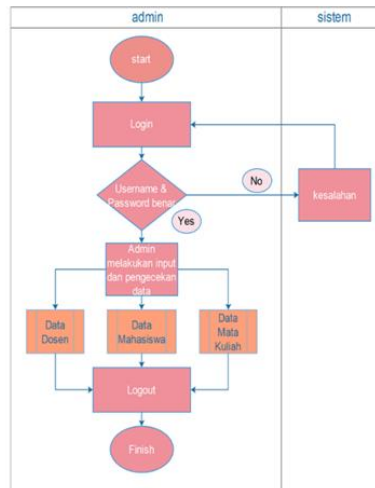 admin
sistem
start
Login
Username &
Password benar
No
kesalahan
Yes
Admin
melakukan input
dan pengecekan
data
Data
Dosen
Data
Mahasiswa
Data
Mata
Kuliah
Logout
Finish